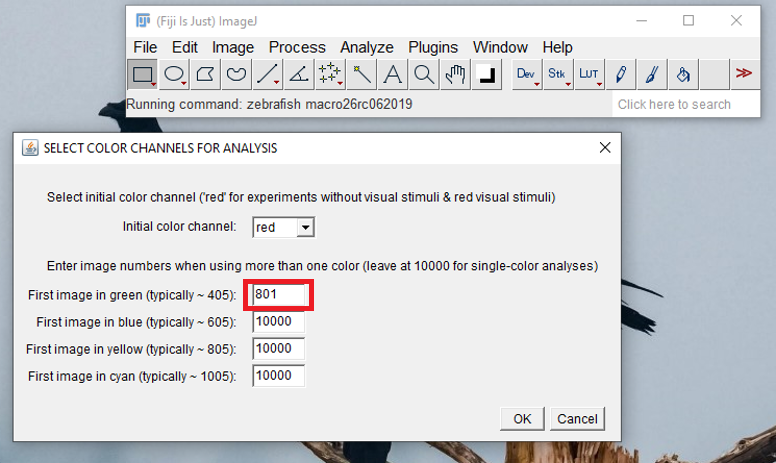 (Fiji Is Just) ImageJ
File Edit Image Process Analyze Plugins Window Help
Dev Stk LUT >>
Running command: zebrafish macro26rc062019 Click here to search
SELECT COLOR CHANNELS FOR ANALYSIS
Select initial color channel ('red' for experiments without visual stimuli & red visual stimuli)
Initial color channel: red
Enter image numbers when using more than one color (leave at 10000 for single-color analyses)
First image in green (typically ~ 405): 801
First image in blue (typically ~ 605): 10000
First image in yellow (typically ~ 805): 10000
First image in cyan (typically ~ 1005): 10000
OK Cancel